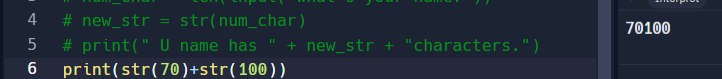 # new_str = str(num_char)
# print(" U name has " + new_str + "characters.")
print(str(70)+str(100))
4
5
6
70100